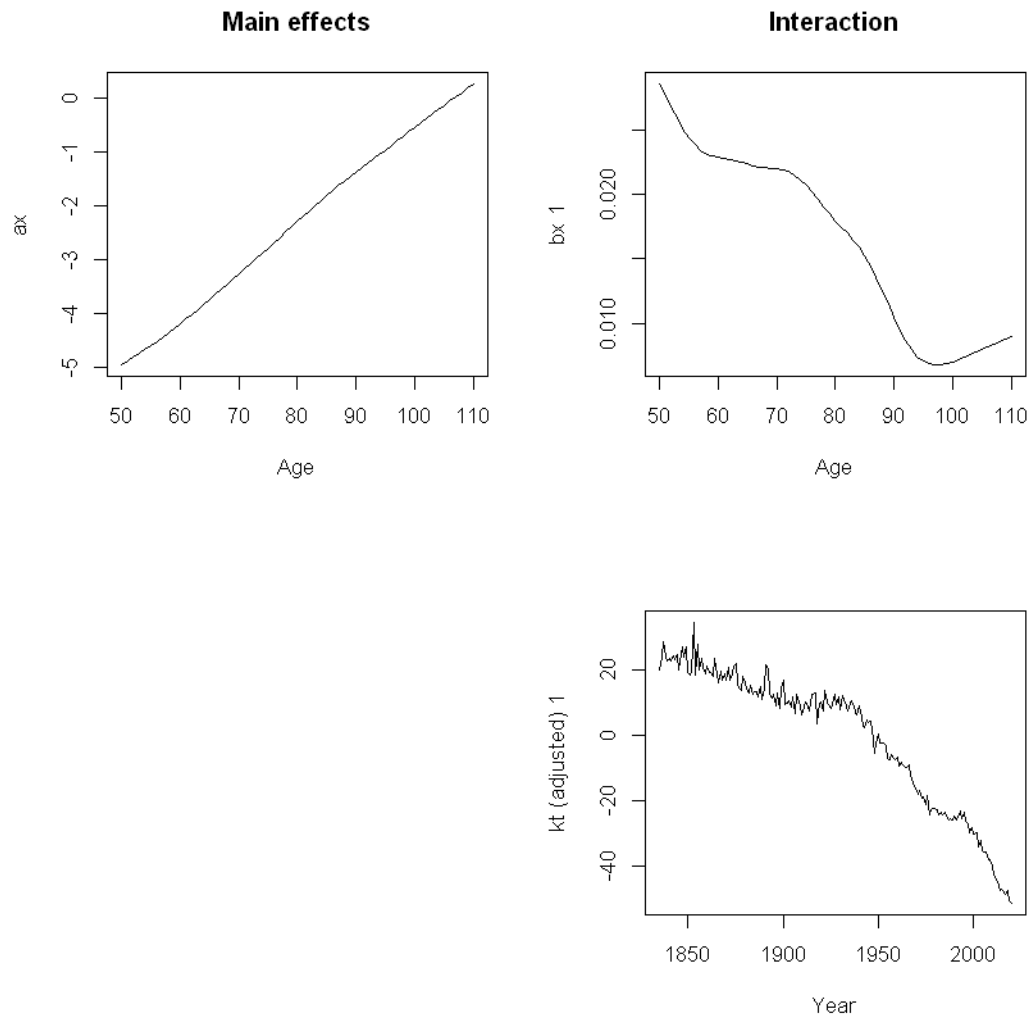 Main effects
Interaction
ax
0
-1
-2
-3
-4
-5
50 60 70 80 90 100 110
Age
bx 1
0.020
0.010
50 60 70 80 90 100 110
Age
kt (adjusted) 1
20
0
-20
-40
1850 1900 1950 2000
Year